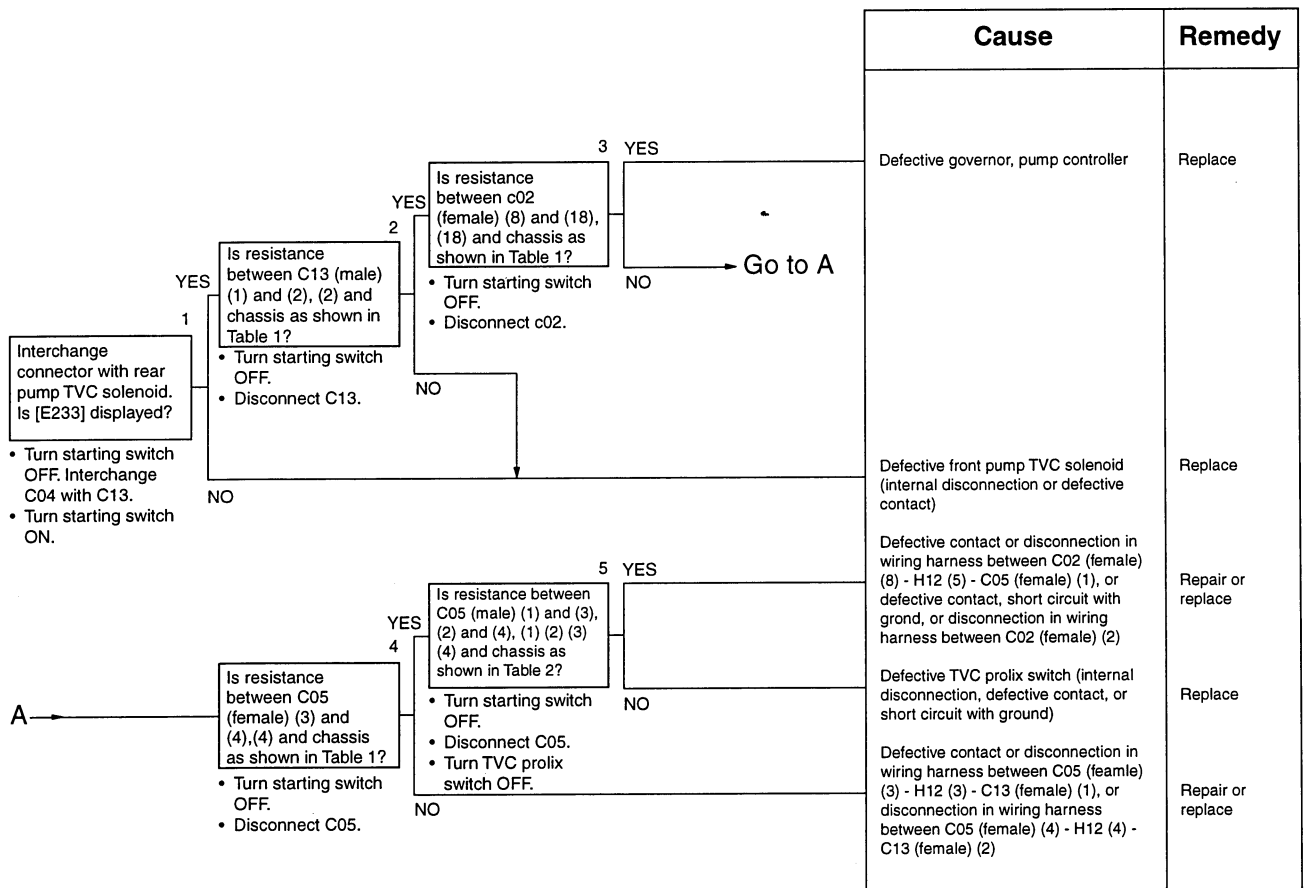 Cause
Remedy
3
YES
Is resistance
between c02
(female) (8) and (18),
(18) and chassis as
shown in Table 1?
• Turn starting switch
OFF.
• Disconnect c02.
NO
Go to A
Defective governor, pump controller
Replace
YES
2
Is resistance
between C13 (male)
(1) and (2), (2) and
chassis as shown in
Table 1?
• Turn starting switch
OFF.
• Disconnect C13.
NO
YES
1
Interchange
connector with rear
pump TVC solenoid.
Is [E233] displayed?
• Turn starting switch
OFF. Interchange
C04 with C13.
• Turn starting switch
ON.
NO
Defective front pump TVC solenoid
(internal disconnection or defective
contact)
Replace
5
YES
Is resistance between
C05 (male) (1) and (3),
(2) and (4), (1) (2) (3)
(4) and chassis as
shown in Table 2?
• Turn starting switch
OFF.
• Disconnect C05.
• Turn TVC prolix
switch OFF.
NO
Defective contact or disconnection in
wiring harness between C02 (female)
(8) - H12 (5) - C05 (female) (1), or
defective contact, short circuit with
grond, or disconnection in wiring
harness between C02 (female) (2)
Repair or
replace
Defective TVC prolix switch (internal
disconnection, defective contact, or
short circuit with ground)
Replace
YES
4
A
Is resistance
between C05
(female) (3) and
(4),(4) and chassis
as shown in Table 1?
• Turn starting switch
OFF.
• Disconnect C05.
NO
Defective contact or disconnection in
wiring harness between C05 (feamle)
(3) - H12 (3) - C13 (female) (1), or
disconnection in wiring harness
between C05 (female) (4) - H12 (4) -
C13 (female) (2)
Repair or
replace